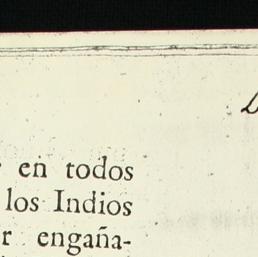 en todos
los Indios
r engaña-